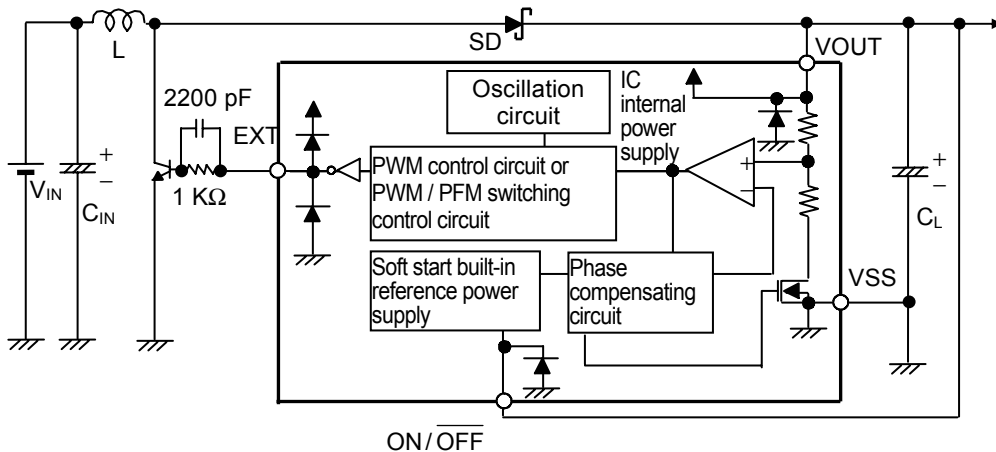 L
SD
VOUT
2200 pF
EXT
Oscillation
circuit
IC
internal
power
supply
+
−
VIN
+
−
CIN
1 KΩ
PWM control circuit or
PWM / PFM switching
control circuit
+
−
CL
Soft start built-in
reference power
supply
Phase
compensating
circuit
VSS
ON / OFF